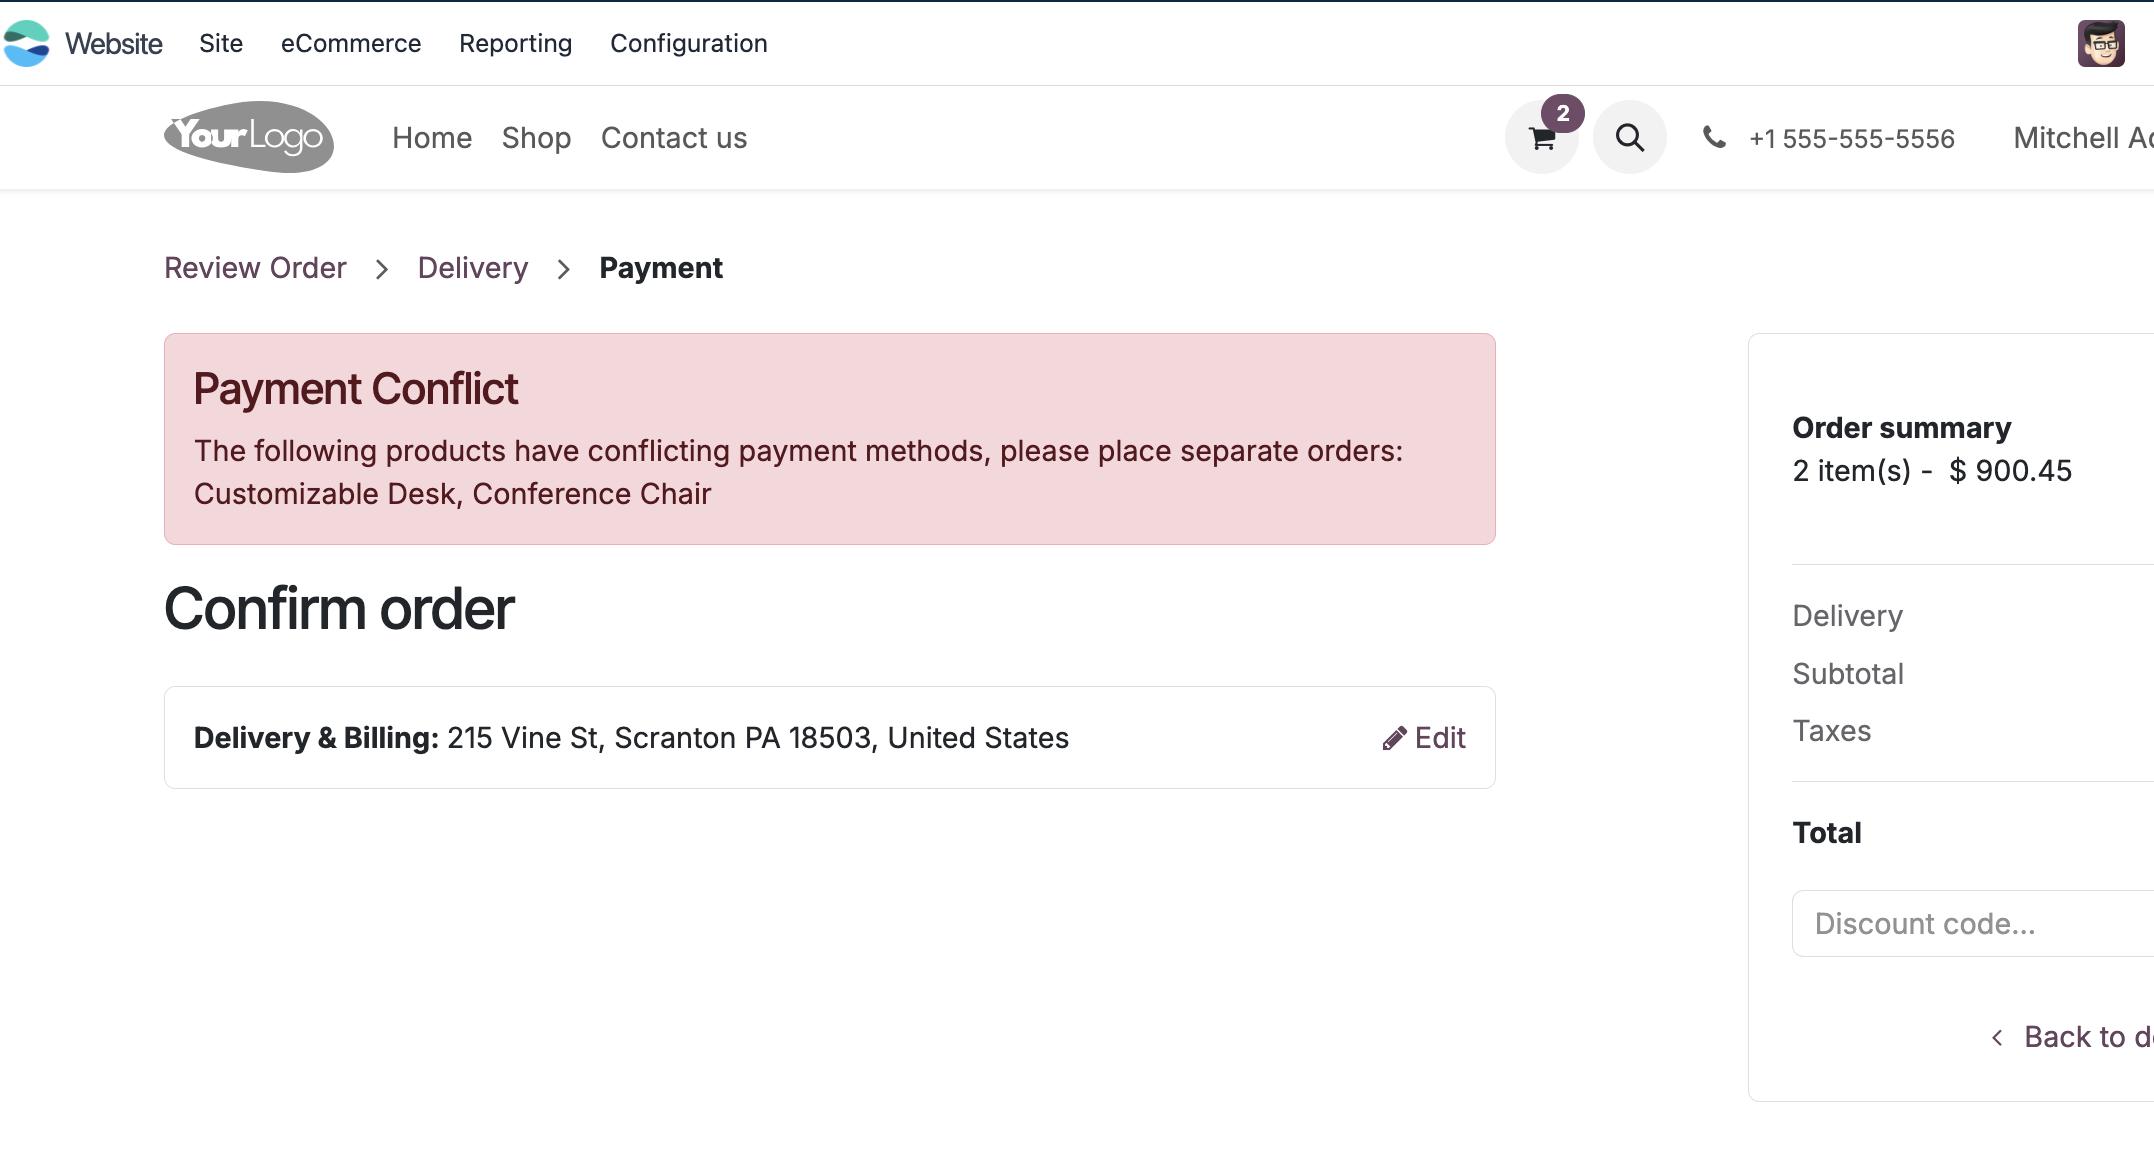 Website Site eCommerce Reporting Configuration
YourLogo Home Shop Contact us 2 +1 555-555-5556 Mitchell
Review Order > Delivery > Payment
Payment Conflict
The following products have conflicting payment methods, please place separate orders:
Customizable Desk, Conference Chair
Confirm order
Delivery & Billing: 215 Vine St, Scranton PA 18503, United States Edit
Order summary
2 item(s) - $ 900.45
Delivery
Subtotal
Taxes
Total
Discount code...
< Back to